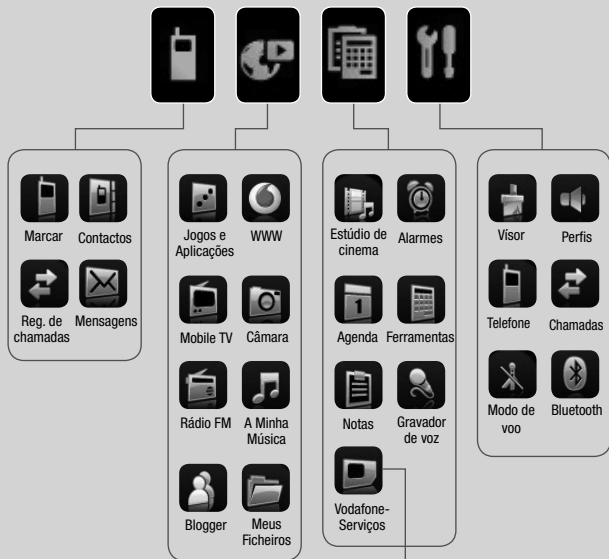 Marcar
Contactos
Reg. de
chamadas
Mensagens
Jogos e
Aplicações
WWW
Mobile TV
Câmara
Rádio FM
A Minha
Música
Blogger
Meus
Ficheiros
Estúdio de
cinema
Alarmes
1
Agenda
Ferramentas
Notas
Gravador
de voz
Vodafone-
Serviços
Vísor
Perfis
Telefone
Chamadas
Modo de
voo
Bluetooth